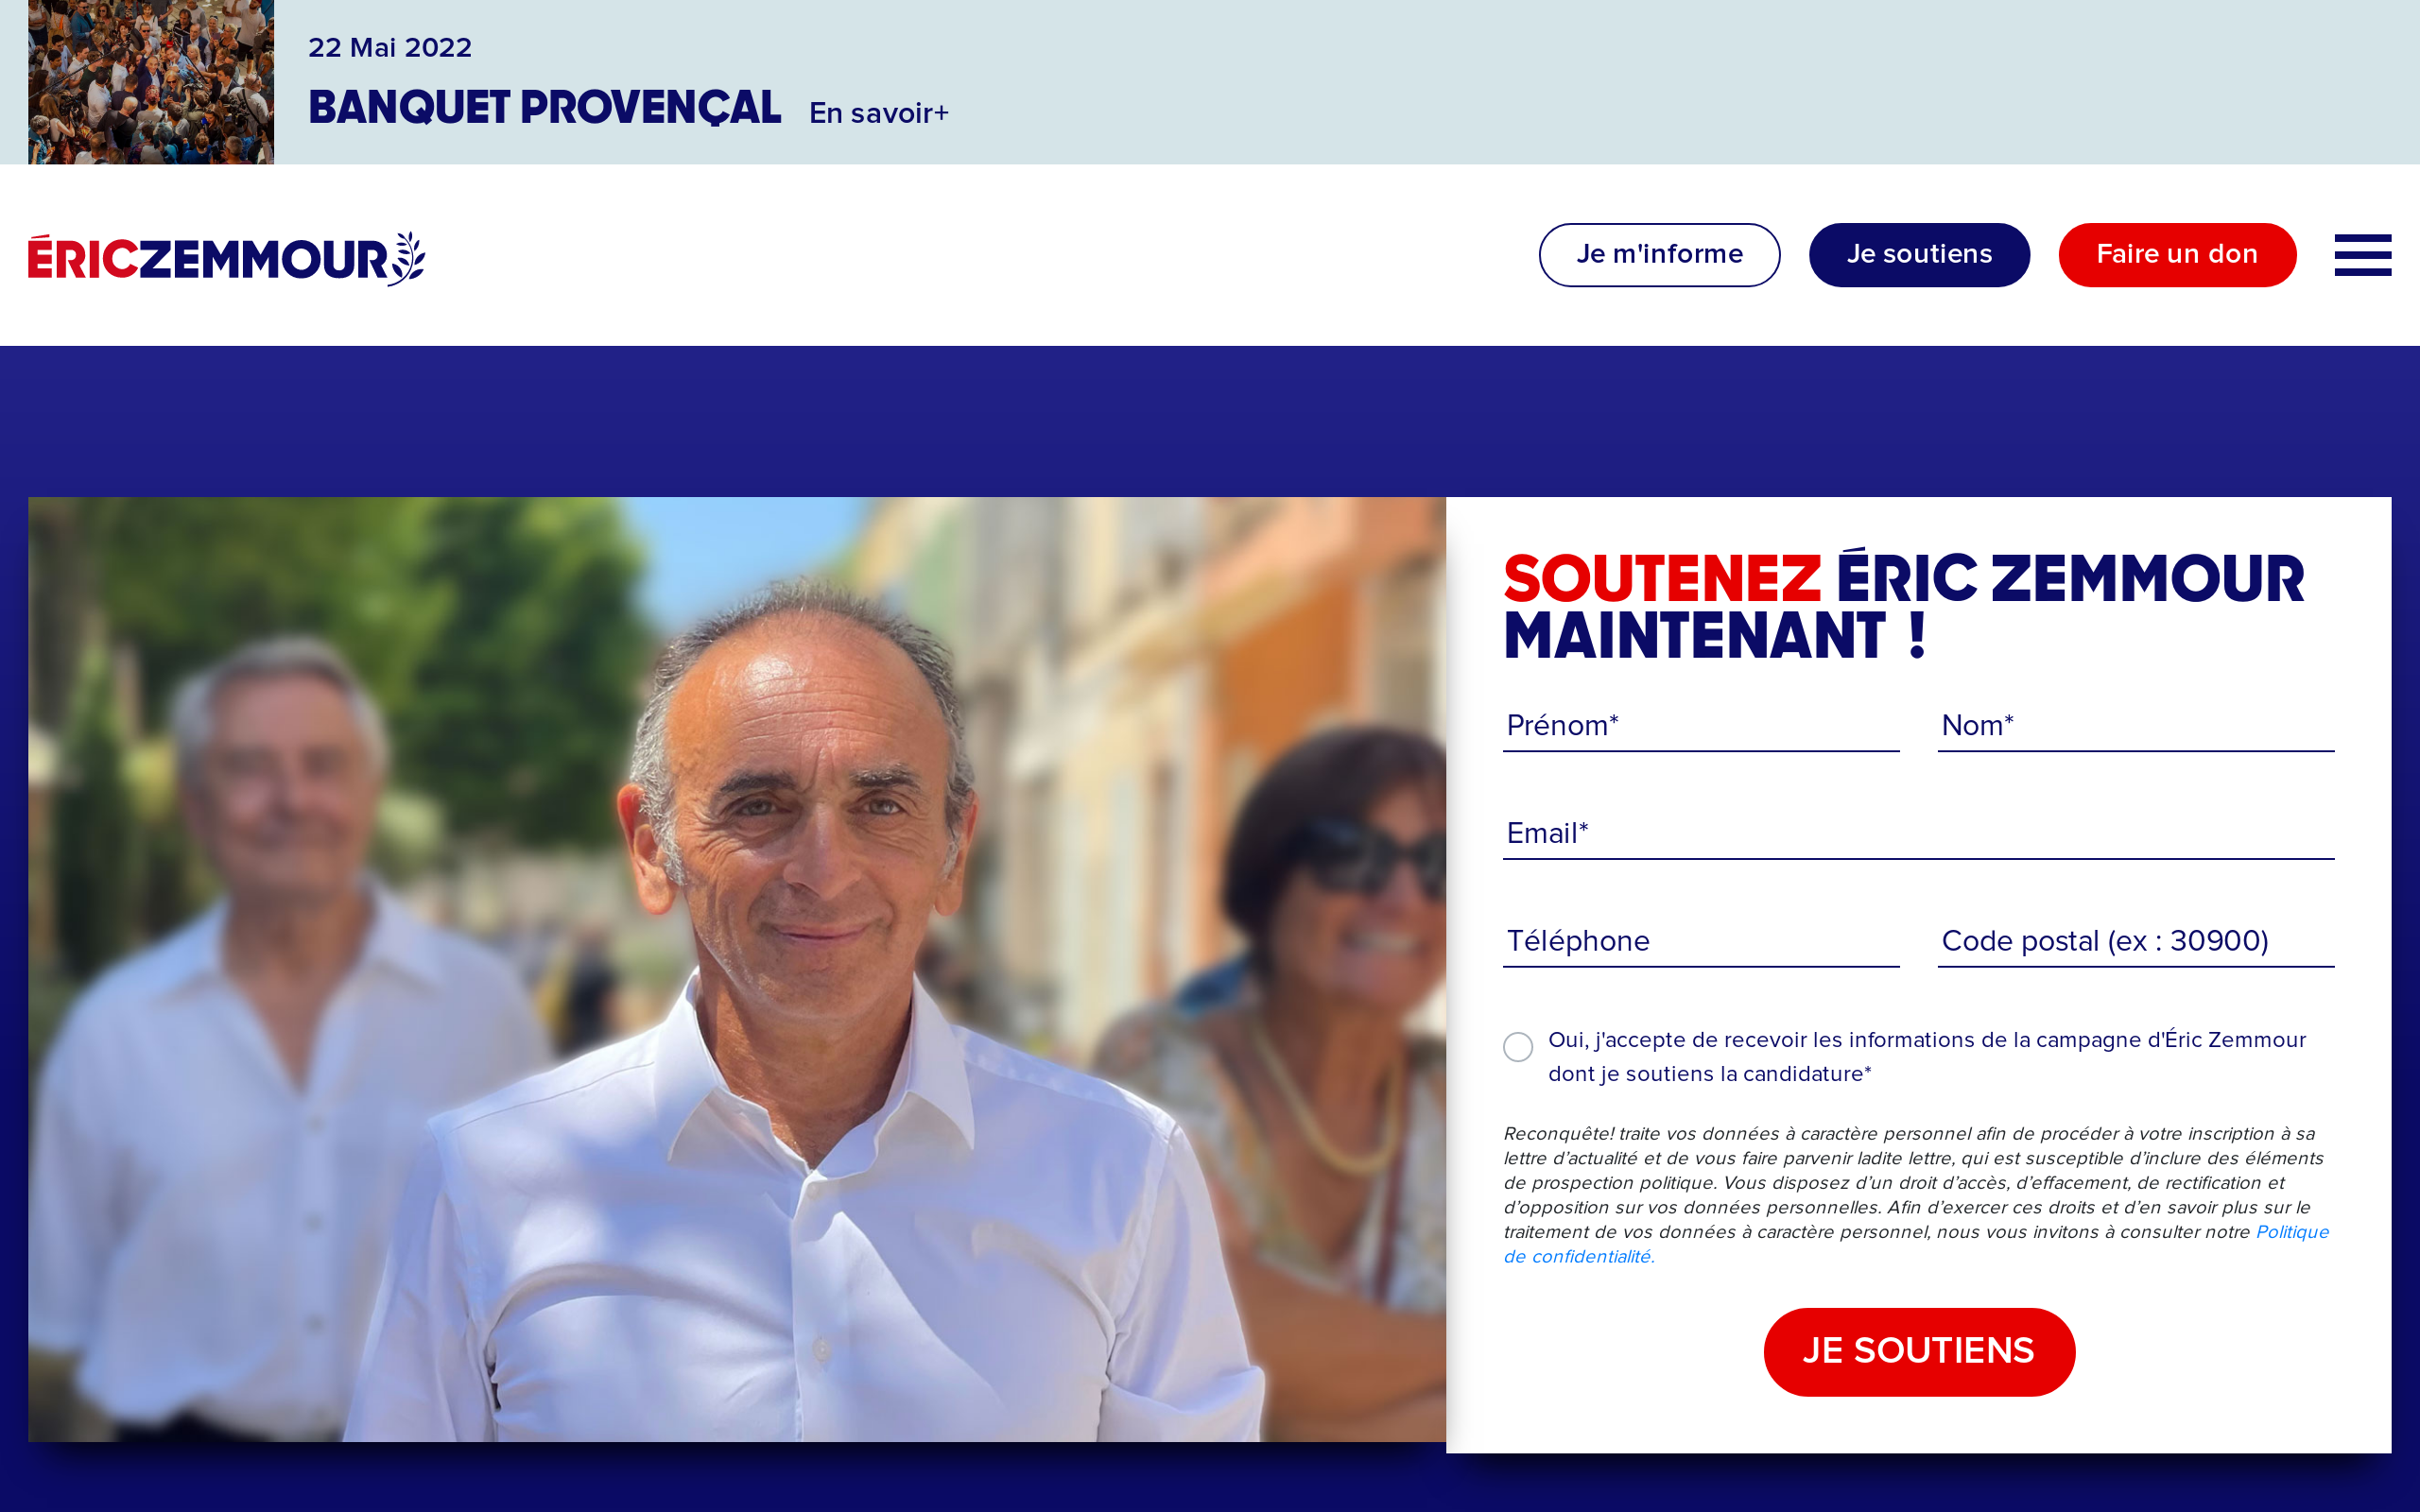 22 Mai 2022
BANQUET PROVENÇAL En savoir+
ÉRICZEMMOUR
Je m'informe
Je soutiens
Faire un don
SOUTENEZ ÉRIC ZEMMOUR
MAINTENANT !
Prénom*
Nom*
Email*
Téléphone
Code postal (ex : 30900)
Oui, j'accepte de recevoir les informations de la campagne d'Éric Zemmour
dont je soutiens la candidature*
Reconquête! traite vos données à caractère personnel afin de procéder à votre inscription à sa
lettre d’actualité et de vous faire parvenir ladite lettre, qui est susceptible d’inclure des éléments
de prospection politique. Vous disposez d’un droit d’accès, d’effacement, de rectification et
d’opposition sur vos données personnelles. Afin d’exercer ces droits et d’en savoir plus sur le
traitement de vos données à caractère personnel, nous vous invitons à consulter notre Politique
de confidentialité.
JE SOUTIENS